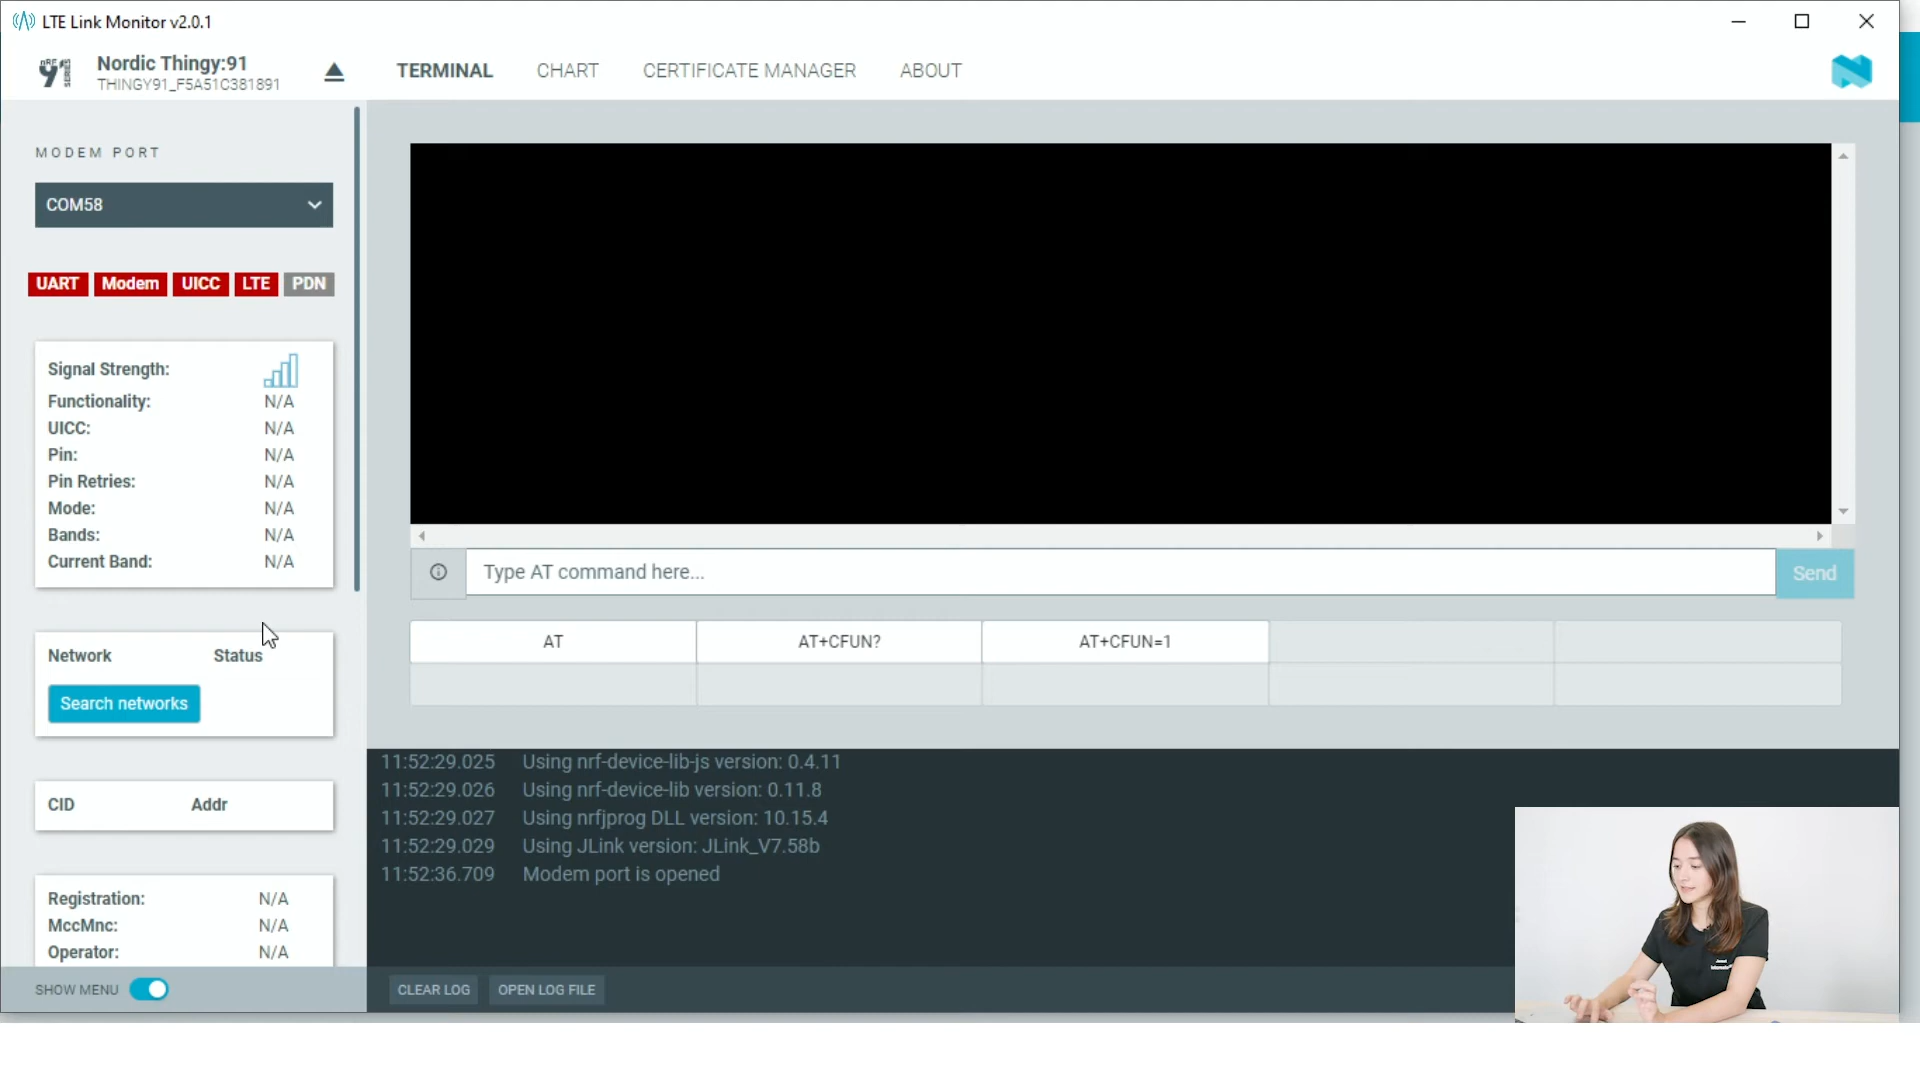 LTE Link Monitor v2.0.1
nRF 91 SERIES
Nordic Thingy:91
THINGY91_F5A51C381891
TERMINAL CHART CERTIFICATE MANAGER ABOUT
MODEM PORT
COM58
UART Modem UICC LTE PDN
Signal Strength:
Functionality: N/A
UICC: N/A
Pin: N/A
Pin Retries: N/A
Mode: N/A
Bands: N/A
Current Band: N/A
Network Status
Search networks
CID Addr
Registration: N/A
MccMnc: N/A
Operator: N/A
SHOW MENU
Type AT command here...
Send
AT AT+CFUN? AT+CFUN=1
11:52:29.025 Using nrf-device-lib-js version: 0.4.11
11:52:29.026 Using nrf-device-lib version: 0.11.8
11:52:29.027 Using nrfjprog DLL version: 10.15.4
11:52:29.029 Using JLink version: JLink_V7.58b
11:52:36.709 Modem port is opened
CLEAR LOG OPEN LOG FILE